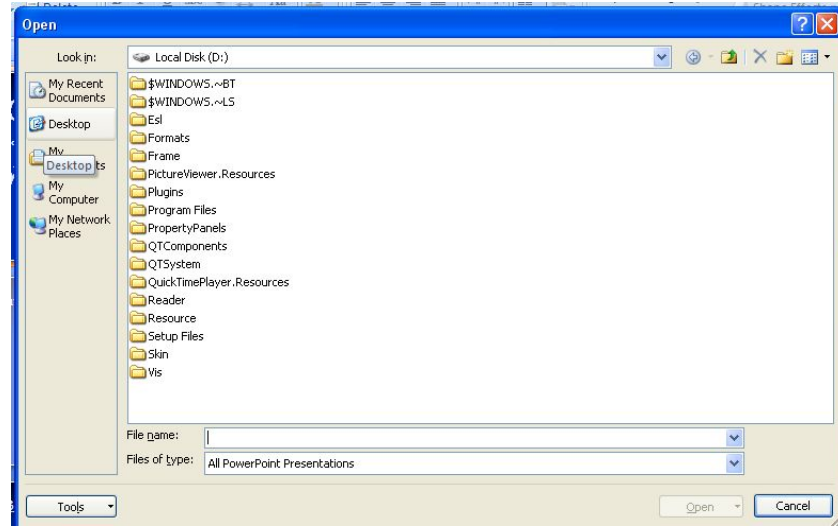 Open
Look in:
Local Disk (D:)
My Recent
Documents
Desktop
My
Desktop
ts
My
Computer
My Network
Places
$WINDOWS.~BT
$WINDOWS.~LS
Esl
Formats
Frame
PictureViewer.Resources
Plugins
Program Files
PropertyPanels
QTComponents
QTSystem
QuickTimePlayer.Resources
Reader
Resource
Setup Files
Skin
Vis
File name:
Files of type:
All PowerPoint Presentations
Tools
Open
Cancel